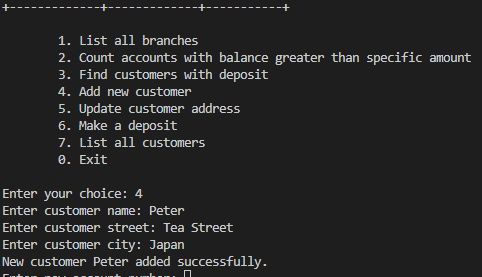 +-------------+-------------+-----------+
1. List all branches
2. Count accounts with balance greater than specific amount
3. Find customers with deposit
4. Add new customer
5. Update customer address
6. Make a deposit
7. List all customers
0. Exit
Enter your choice: 4
Enter customer name: Peter
Enter customer street: Tea Street
Enter customer city: Japan
New customer Peter added successfully.
Enter new account number: